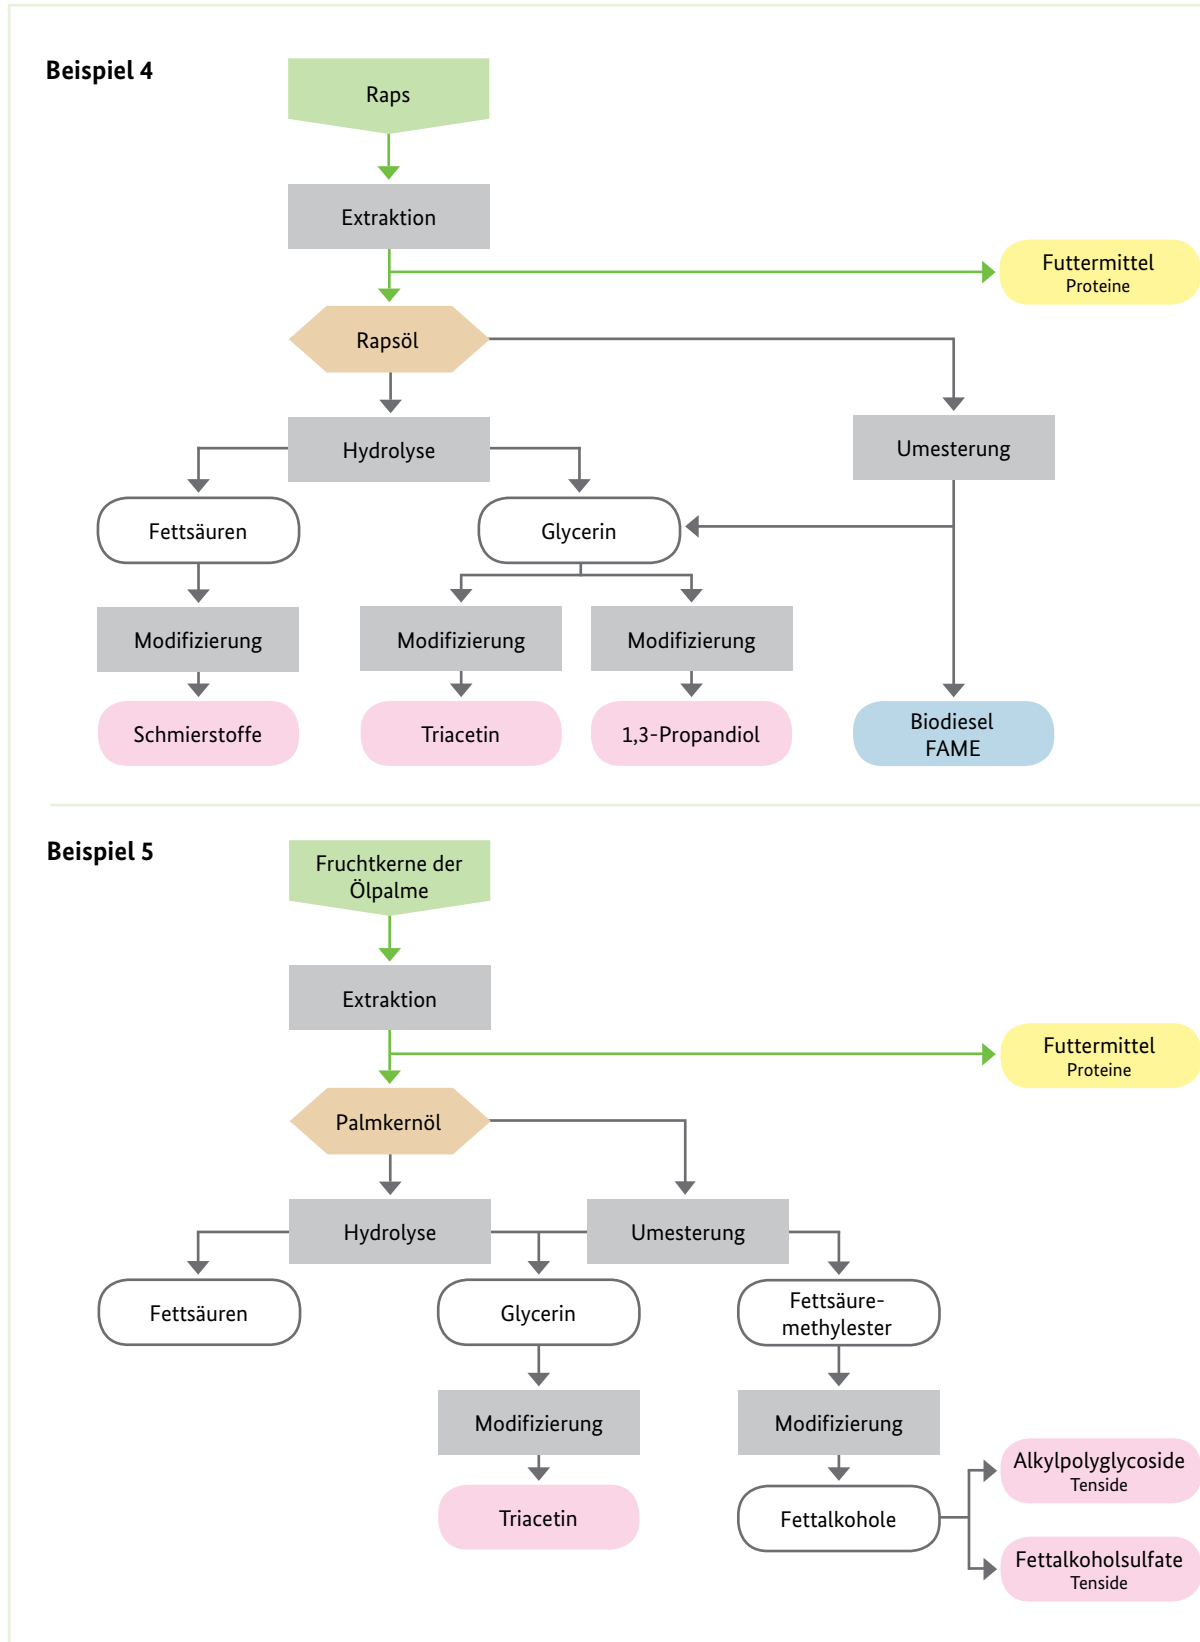 Beispiel 4
Raps
Extraktion
Futtermittel
Proteine
Rapsöl
Hydrolyse
Umesterung
Fettsäuren
Glycerin
Modifizierung
Modifizierung
Modifizierung
Schmierstoffe
Triacetin
1,3-Propandiol
Biodiesel
FAME
Beispiel 5
Fruchtkerne der
Ölpalme
Extraktion
Futtermittel
Proteine
Palmkernöl
Hydrolyse
Umesterung
Fettsäuren
Glycerin
Fettsäure-
methylester
Modifizierung
Modifizierung
Alkylpolyglycoside
Tenside
Triacetin
Fettalkohole
Fettalkoholsulfate
Tenside